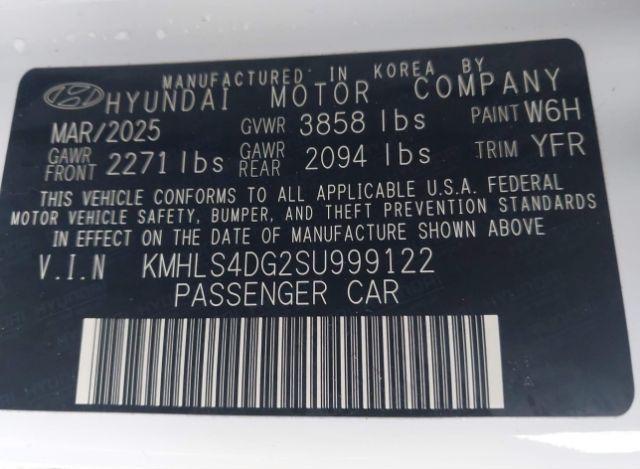 MANUFACTURED IN KOREA BY
HYUNDAI MOTOR COMPANY
MAR/2025 GVWR 3858 lbs PAINT W6H
GAWR FRONT 2271 lbs GAWR REAR 2094 lbs TRIM YFR
THIS VEHICLE CONFORMS TO ALL APPLICABLE U.S.A. FEDERAL
MOTOR VEHICLE SAFETY, BUMPER, AND THEFT PREVENTION STANDARDS
IN EFFECT ON THE DATE OF MANUFACTURE SHOWN ABOVE
V.I.N KMHLS4DG2SU999122
PASSENGER CAR